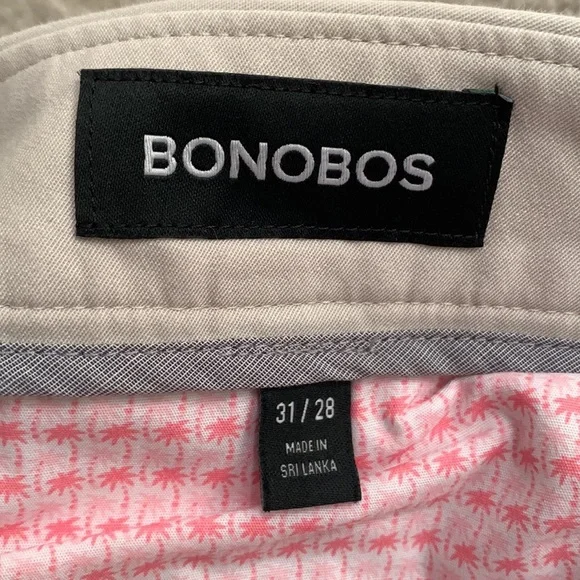 BONOBOS
31 / 28
MADE IN
SRI LANKA